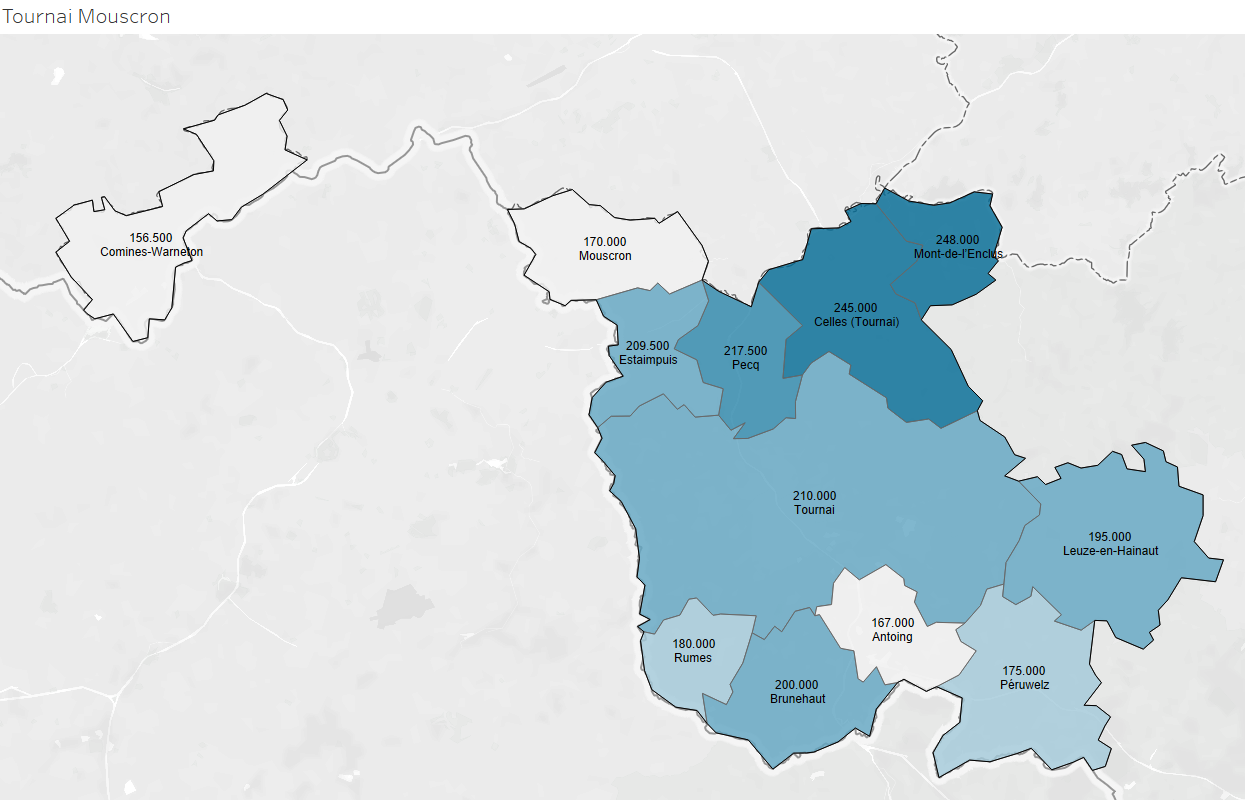 Tournai Mouscron
156.500
Comines-Warneton
170.000
Mouscron
248.000
Mont-de-l'Enclus
245.000
Celles (Tournai)
209.500
Estaimpuis
217.500
Pecq
210.000
Tournai
195.000
Leuze-en-Hainaut
167.000
Antoing
180.000
Rumes
175.000
Péruwelz
200.000
Brunehaut